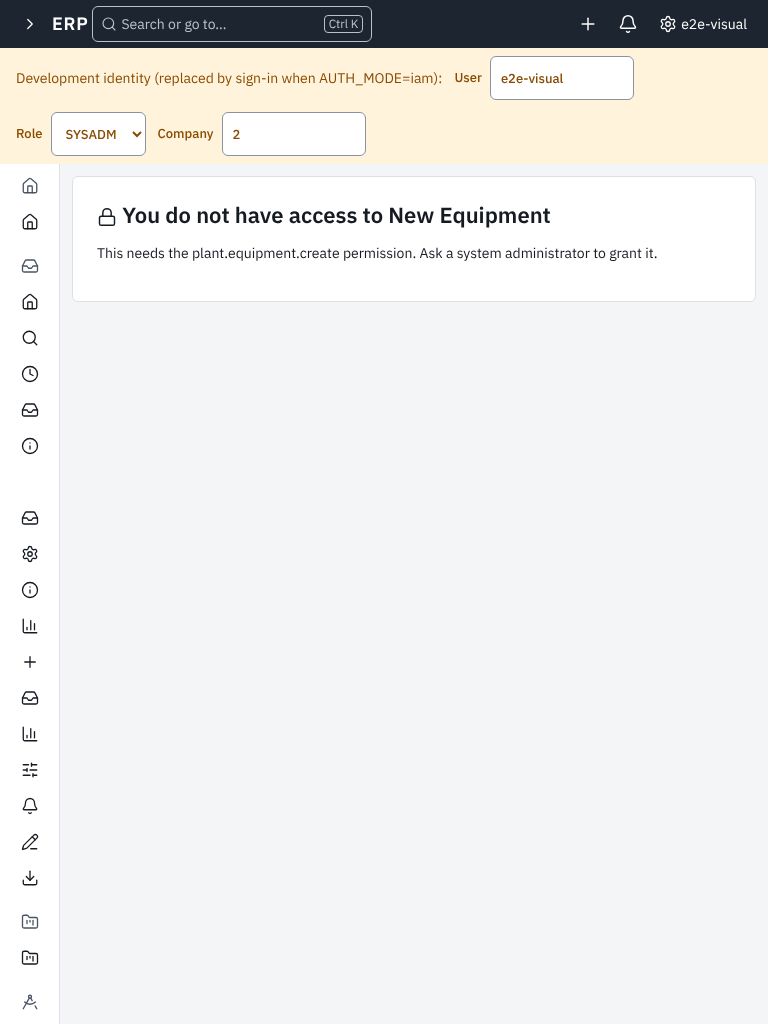 ERP Search or go to... Ctrl K e2e-visual
Development identity (replaced by sign-in when AUTH_MODE=iam): User e2e-visual
Role SYSADM Company 2
You do not have access to New Equipment
This needs the plant.equipment.create permission. Ask a system administrator to grant it.